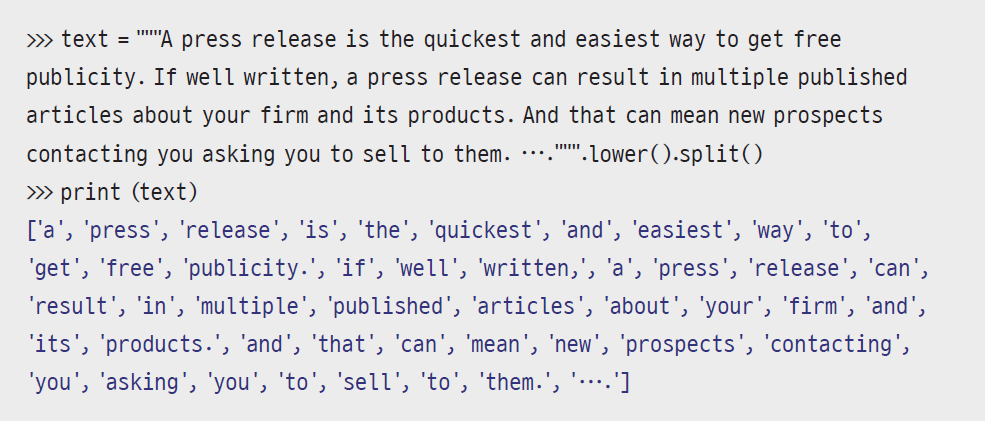 >>> text = """A press release is the quickest and easiest way to get free
publicity. If well written, a press release can result in multiple published
articles about your firm and its products. And that can mean new prospects
contacting you asking you to sell to them. ….""".lower().split()
>>> print (text)
['a', 'press', 'release', 'is', 'the', 'quickest', 'and', 'easiest', 'way', 'to',
'get', 'free', 'publicity.', 'if', 'well', 'written,', 'a', 'press', 'release', 'can',
'result', 'in', 'multiple', 'published', 'articles', 'about', 'your', 'firm', 'and',
'its', 'products.', 'and', 'that', 'can', 'mean', 'new', 'prospects', 'contacting',
'you', 'asking', 'you', 'to', 'sell', 'to', 'them.', '….']